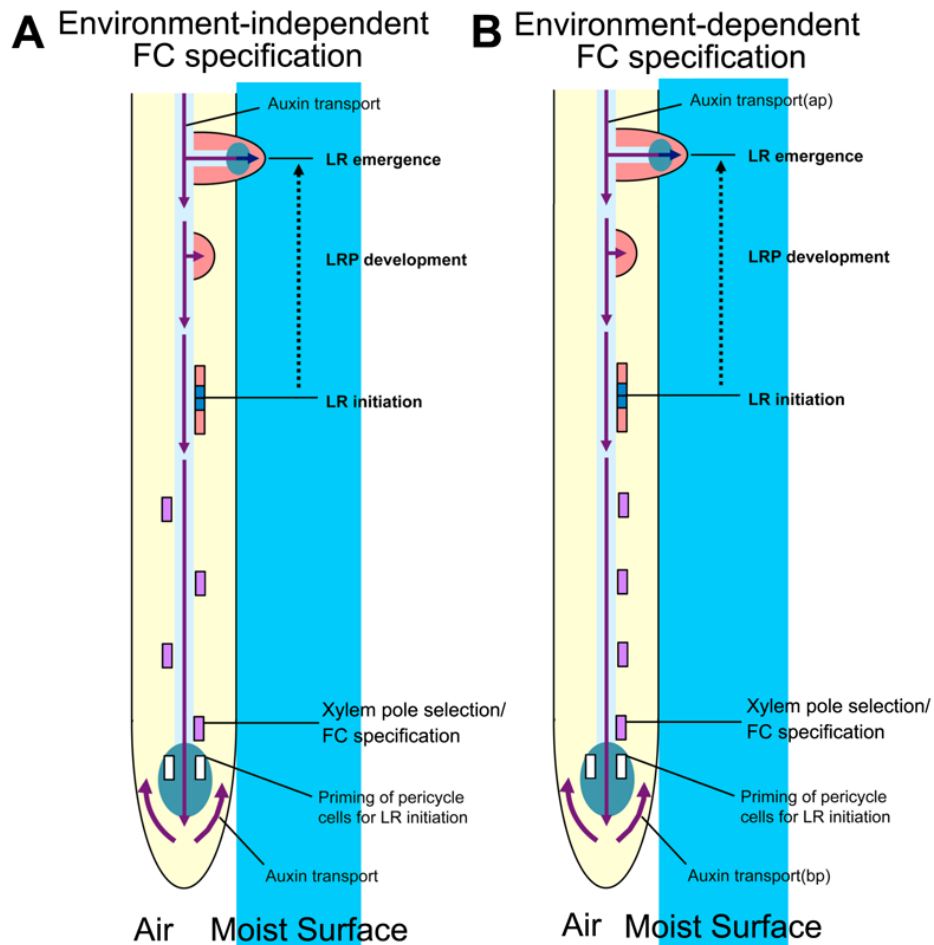 A Environment-independent
FC specification
Auxin transport
LR emergence
LRP development
LR initiation
Xylem pole selection/
FC specification
Priming of pericycle
cells for LR initiation
Auxin transport
Air Moist Surface
B Environment-dependent
FC specification
Auxin transport(ap)
LR emergence
LRP development
LR initiation
Xylem pole selection/
FC specification
Priming of pericycle
cells for LR initiation
Auxin transport(bp)
Air Moist Surface